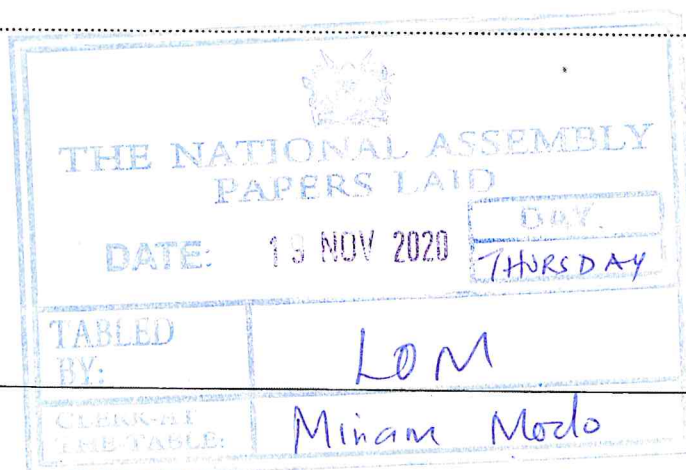 THE NATIONAL ASSEMBLY
PAPERS LAID
DAY.
DATE: 19 NOV 2020 THURSDAY
TABLED
BY: LOM
CLERK-AT
THE-TABLE: Miriam Modo